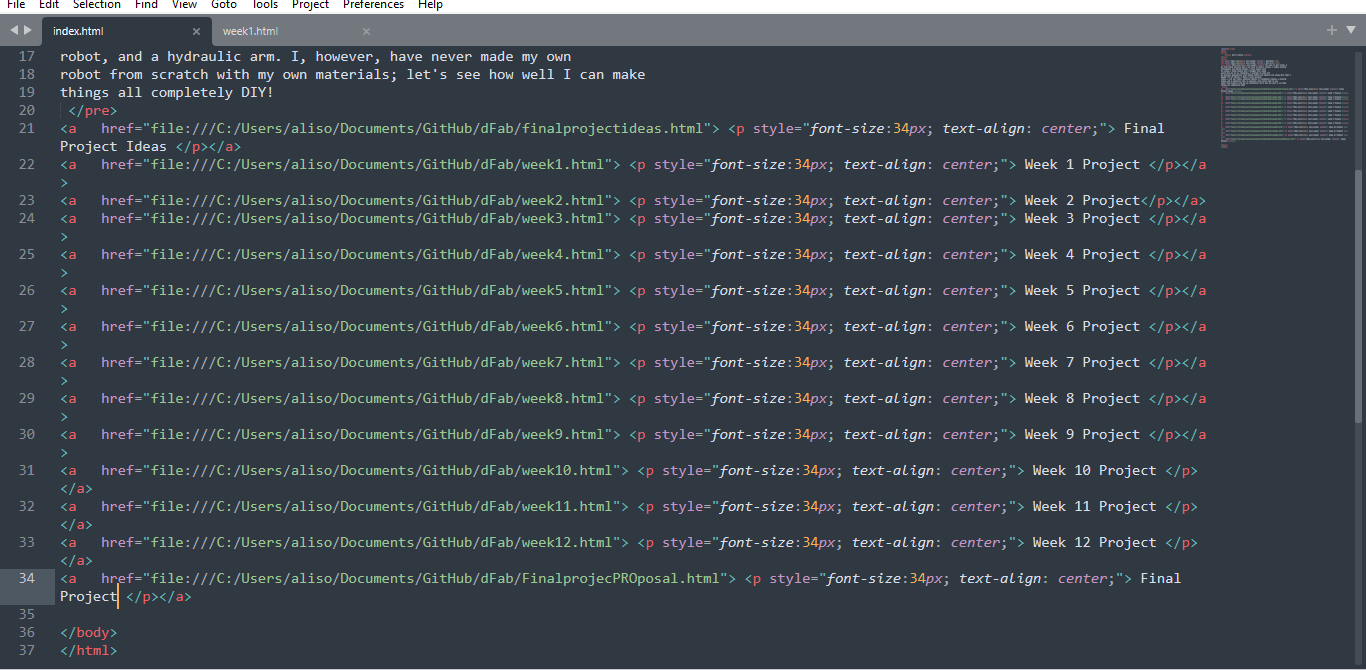 File Edit Selection Find View Goto Tools Project Preferences Help
index.html × week1.html ×
17 robot, and a hydraulic arm. I, however, have never made my own
18 robot from scratch with my own materials; let's see how well I can make
19 things all completely DIY!
20 </pre>
21 <a   href="file:///C:/Users/aliso/Documents/GitHub/dFab/finalprojectideas.html"> <p style="font-size:34px; text-align: center;"> Final
Project Ideas </p></a>
22 <a   href="file:///C:/Users/aliso/Documents/GitHub/dFab/week1.html"> <p style="font-size:34px; text-align: center;"> Week 1 Project </p></a
>
23 <a   href="file:///C:/Users/aliso/Documents/GitHub/dFab/week2.html"> <p style="font-size:34px; text-align: center;"> Week 2 Project</p></a>
24 <a   href="file:///C:/Users/aliso/Documents/GitHub/dFab/week3.html"> <p style="font-size:34px; text-align: center;"> Week 3 Project </p></a
>
25 <a   href="file:///C:/Users/aliso/Documents/GitHub/dFab/week4.html"> <p style="font-size:34px; text-align: center;"> Week 4 Project </p></a
>
26 <a   href="file:///C:/Users/aliso/Documents/GitHub/dFab/week5.html"> <p style="font-size:34px; text-align: center;"> Week 5 Project </p></a
>
27 <a   href="file:///C:/Users/aliso/Documents/GitHub/dFab/week6.html"> <p style="font-size:34px; text-align: center;"> Week 6 Project </p></a
>
28 <a   href="file:///C:/Users/aliso/Documents/GitHub/dFab/week7.html"> <p style="font-size:34px; text-align: center;"> Week 7 Project </p></a
>
29 <a   href="file:///C:/Users/aliso/Documents/GitHub/dFab/week8.html"> <p style="font-size:34px; text-align: center;"> Week 8 Project </p></a
>
30 <a   href="file:///C:/Users/aliso/Documents/GitHub/dFab/week9.html"> <p style="font-size:34px; text-align: center;"> Week 9 Project </p></a
>
31 <a   href="file:///C:/Users/aliso/Documents/GitHub/dFab/week10.html"> <p style="font-size:34px; text-align: center;"> Week 10 Project </p>
</a>
32 <a   href="file:///C:/Users/aliso/Documents/GitHub/dFab/week11.html"> <p style="font-size:34px; text-align: center;"> Week 11 Project </p>
</a>
33 <a   href="file:///C:/Users/aliso/Documents/GitHub/dFab/week12.html"> <p style="font-size:34px; text-align: center;"> Week 12 Project </p>
</a>
34 <a   href="file:///C:/Users/aliso/Documents/GitHub/dFab/FinalprojecPROposal.html"> <p style="font-size:34px; text-align: center;"> Final
Project </p></a>
35
36 </body>
37 </html>